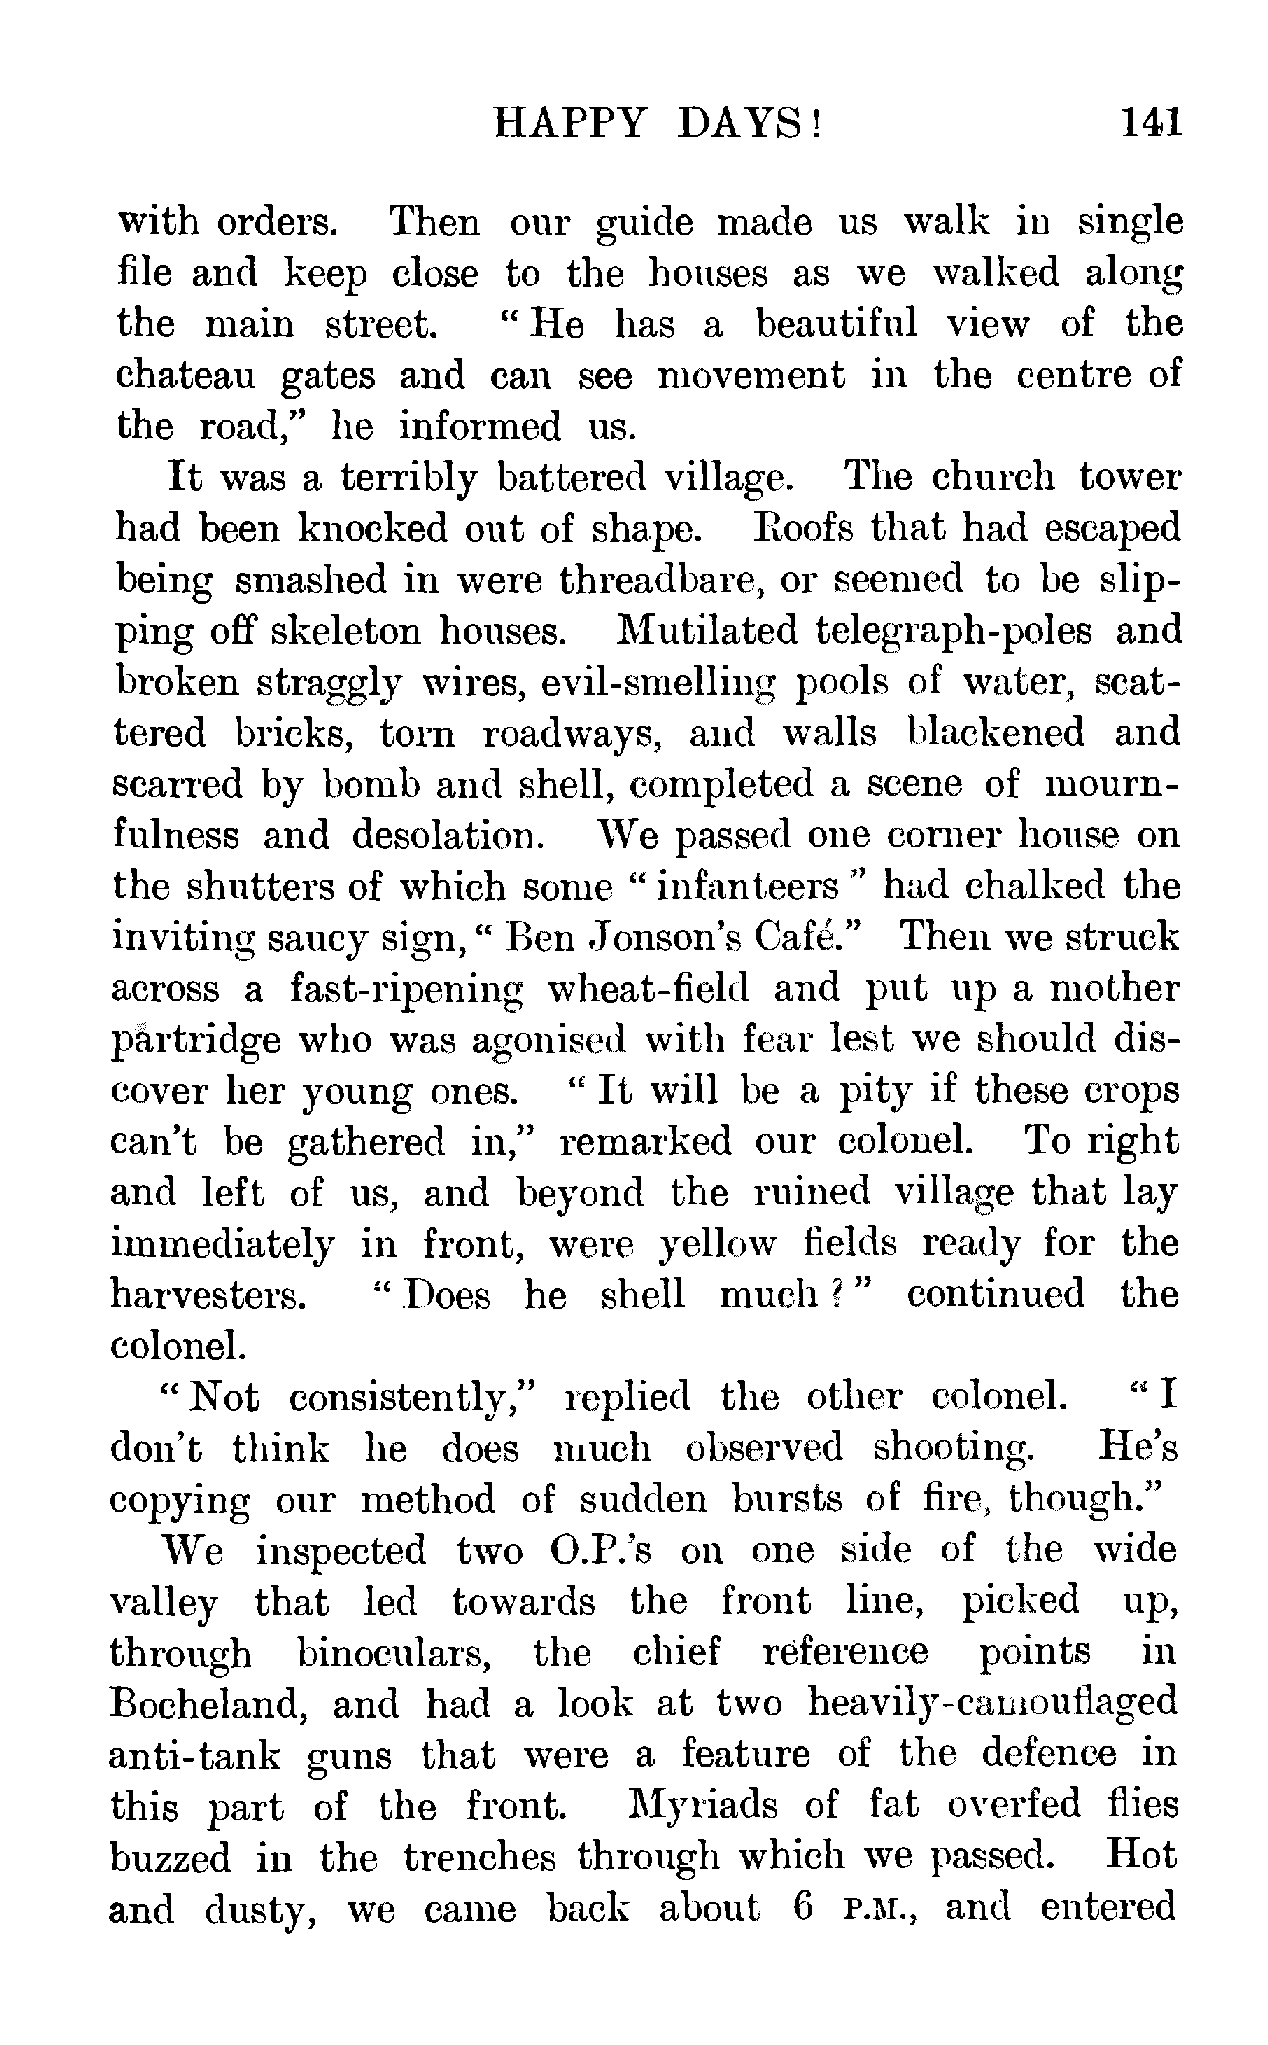 HAPPY DAYS! 141
with orders. Then our guide made us walk in single
file and keep close to the houses as we walked along
the main street. “He has a beautiful view of the
chateau gates and can see movement in the centre of
the road,” he informed us.
It was a terribly battered village. The church tower
had been knocked out of shape. Roofs that had escaped
being smashed in were threadbare, or seemed to be slip-
ping off skeleton houses. Mutilated telegraph-poles and
broken straggly wires, evil-smelling pools of water, scat-
tered bricks, torn roadways, and walls blackened and
scarred by bomb and shell, completed a scene of mourn-
fulness and desolation. We passed one corner house on
the shutters of which some “infanteers” had chalked the
inviting saucy sign, “Ben Jonson’s Café.” Then we struck
across a fast-ripening wheat-field and put up a mother
partridge who was agonised with fear lest we should dis-
cover her young ones. “It will be a pity if these crops
can’t be gathered in,” remarked our colonel. To right
and left of us, and beyond the ruined village that lay
immediately in front, were yellow fields ready for the
harvesters. “Does he shell much?” continued the
colonel.
“Not consistently,” replied the other colonel. “I
don’t think he does much observed shooting. He’s
copying our method of sudden bursts of fire, though.”
We inspected two O.P.’s on one side of the wide
valley that led towards the front line, picked up,
through binoculars, the chief reference points in
Bocheland, and had a look at two heavily-camouflaged
anti-tank guns that were a feature of the defence in
this part of the front. Myriads of fat overfed flies
buzzed in the trenches through which we passed. Hot
and dusty, we came back about 6 P.M., and entered